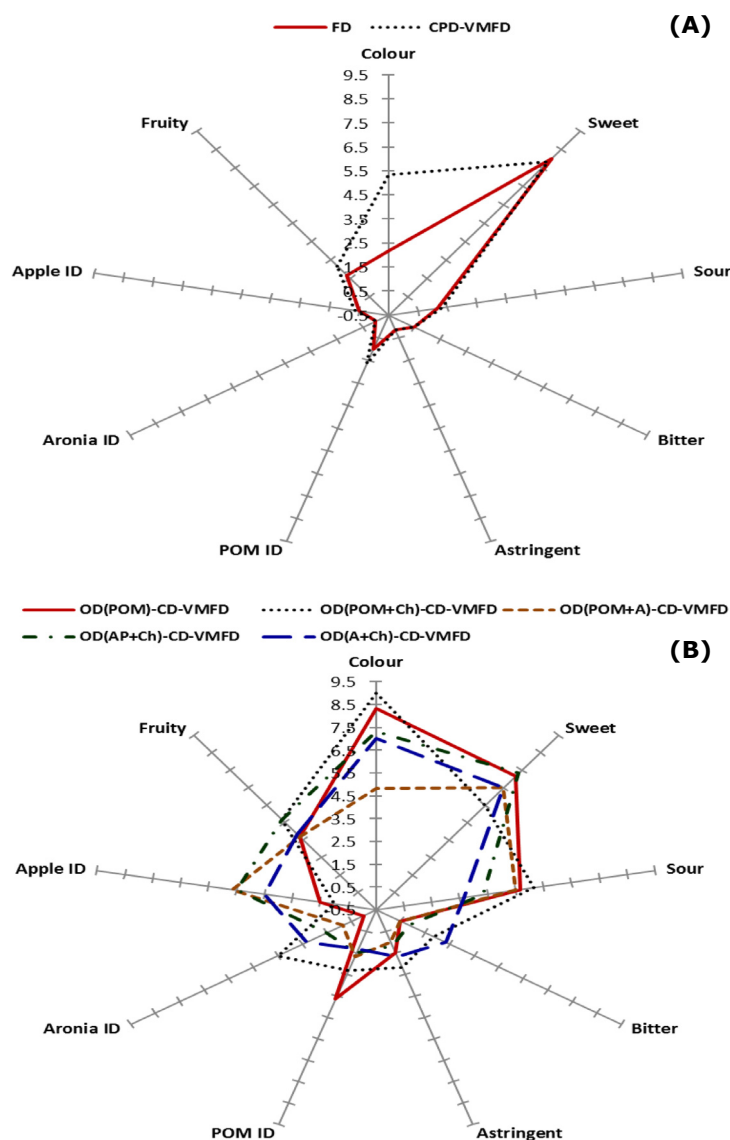 FD CPD-VMFD
(A)
Colour
9.5
8.5
7.5
6.5
5.5
4.5
3.5
2.5
1.5
0.5
-0.5
Fruity
Sweet
Apple ID
Sour
Aronia ID
Bitter
POM ID
Astringent
OD(POM)-CD-VMFD OD(POM+Ch)-CD-VMFD OD(POM+A)-CD-VMFD
OD(AP+Ch)-CD-VMFD OD(A+Ch)-CD-VMFD
(B)
Colour
9.5
8.5
7.5
6.5
5.5
4.5
3.5
2.5
1.5
0.5
-0.5
Fruity
Sweet
Apple ID
Sour
Aronia ID
Bitter
POM ID
Astringent